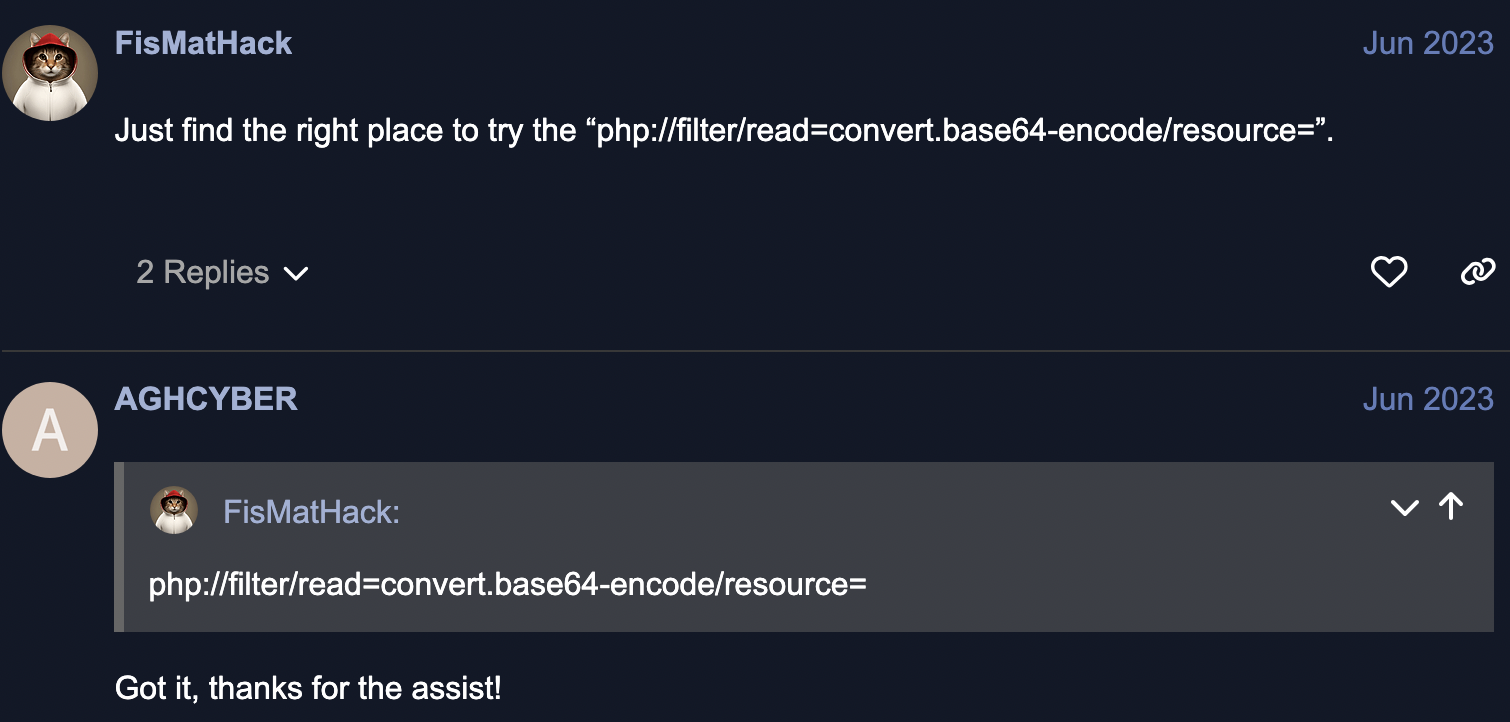 FisMatHack
Jun 2023
Just find the right place to try the “php://filter/read=convert.base64-encode/resource=”.
2 Replies
A
AGHCYBER
Jun 2023
FisMatHack:
php://filter/read=convert.base64-encode/resource=
Got it, thanks for the assist!